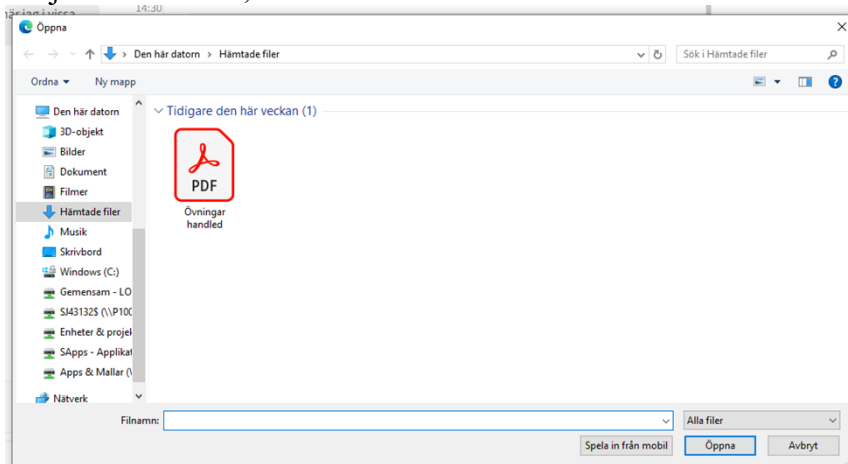 14:30
Öppna
Den här datorn > Hämtade filer
Sök i Hämtade filer
Ordna
Ny mapp
Den här datorn
3D-objekt
Bilder
Dokument
Filmer
Hämtade filer
Musik
Skrivbord
Windows (C:)
Gemensam - LO
SJ43132$ (\\P100
Enheter & projek
SApps - Applikat
Apps & Mallar (\
Nätverk
Tidigare den här veckan (1)
PDF
Övningar
handled
Filnamn:
Alla filer
Spela in från mobil
Öppna
Avbryt